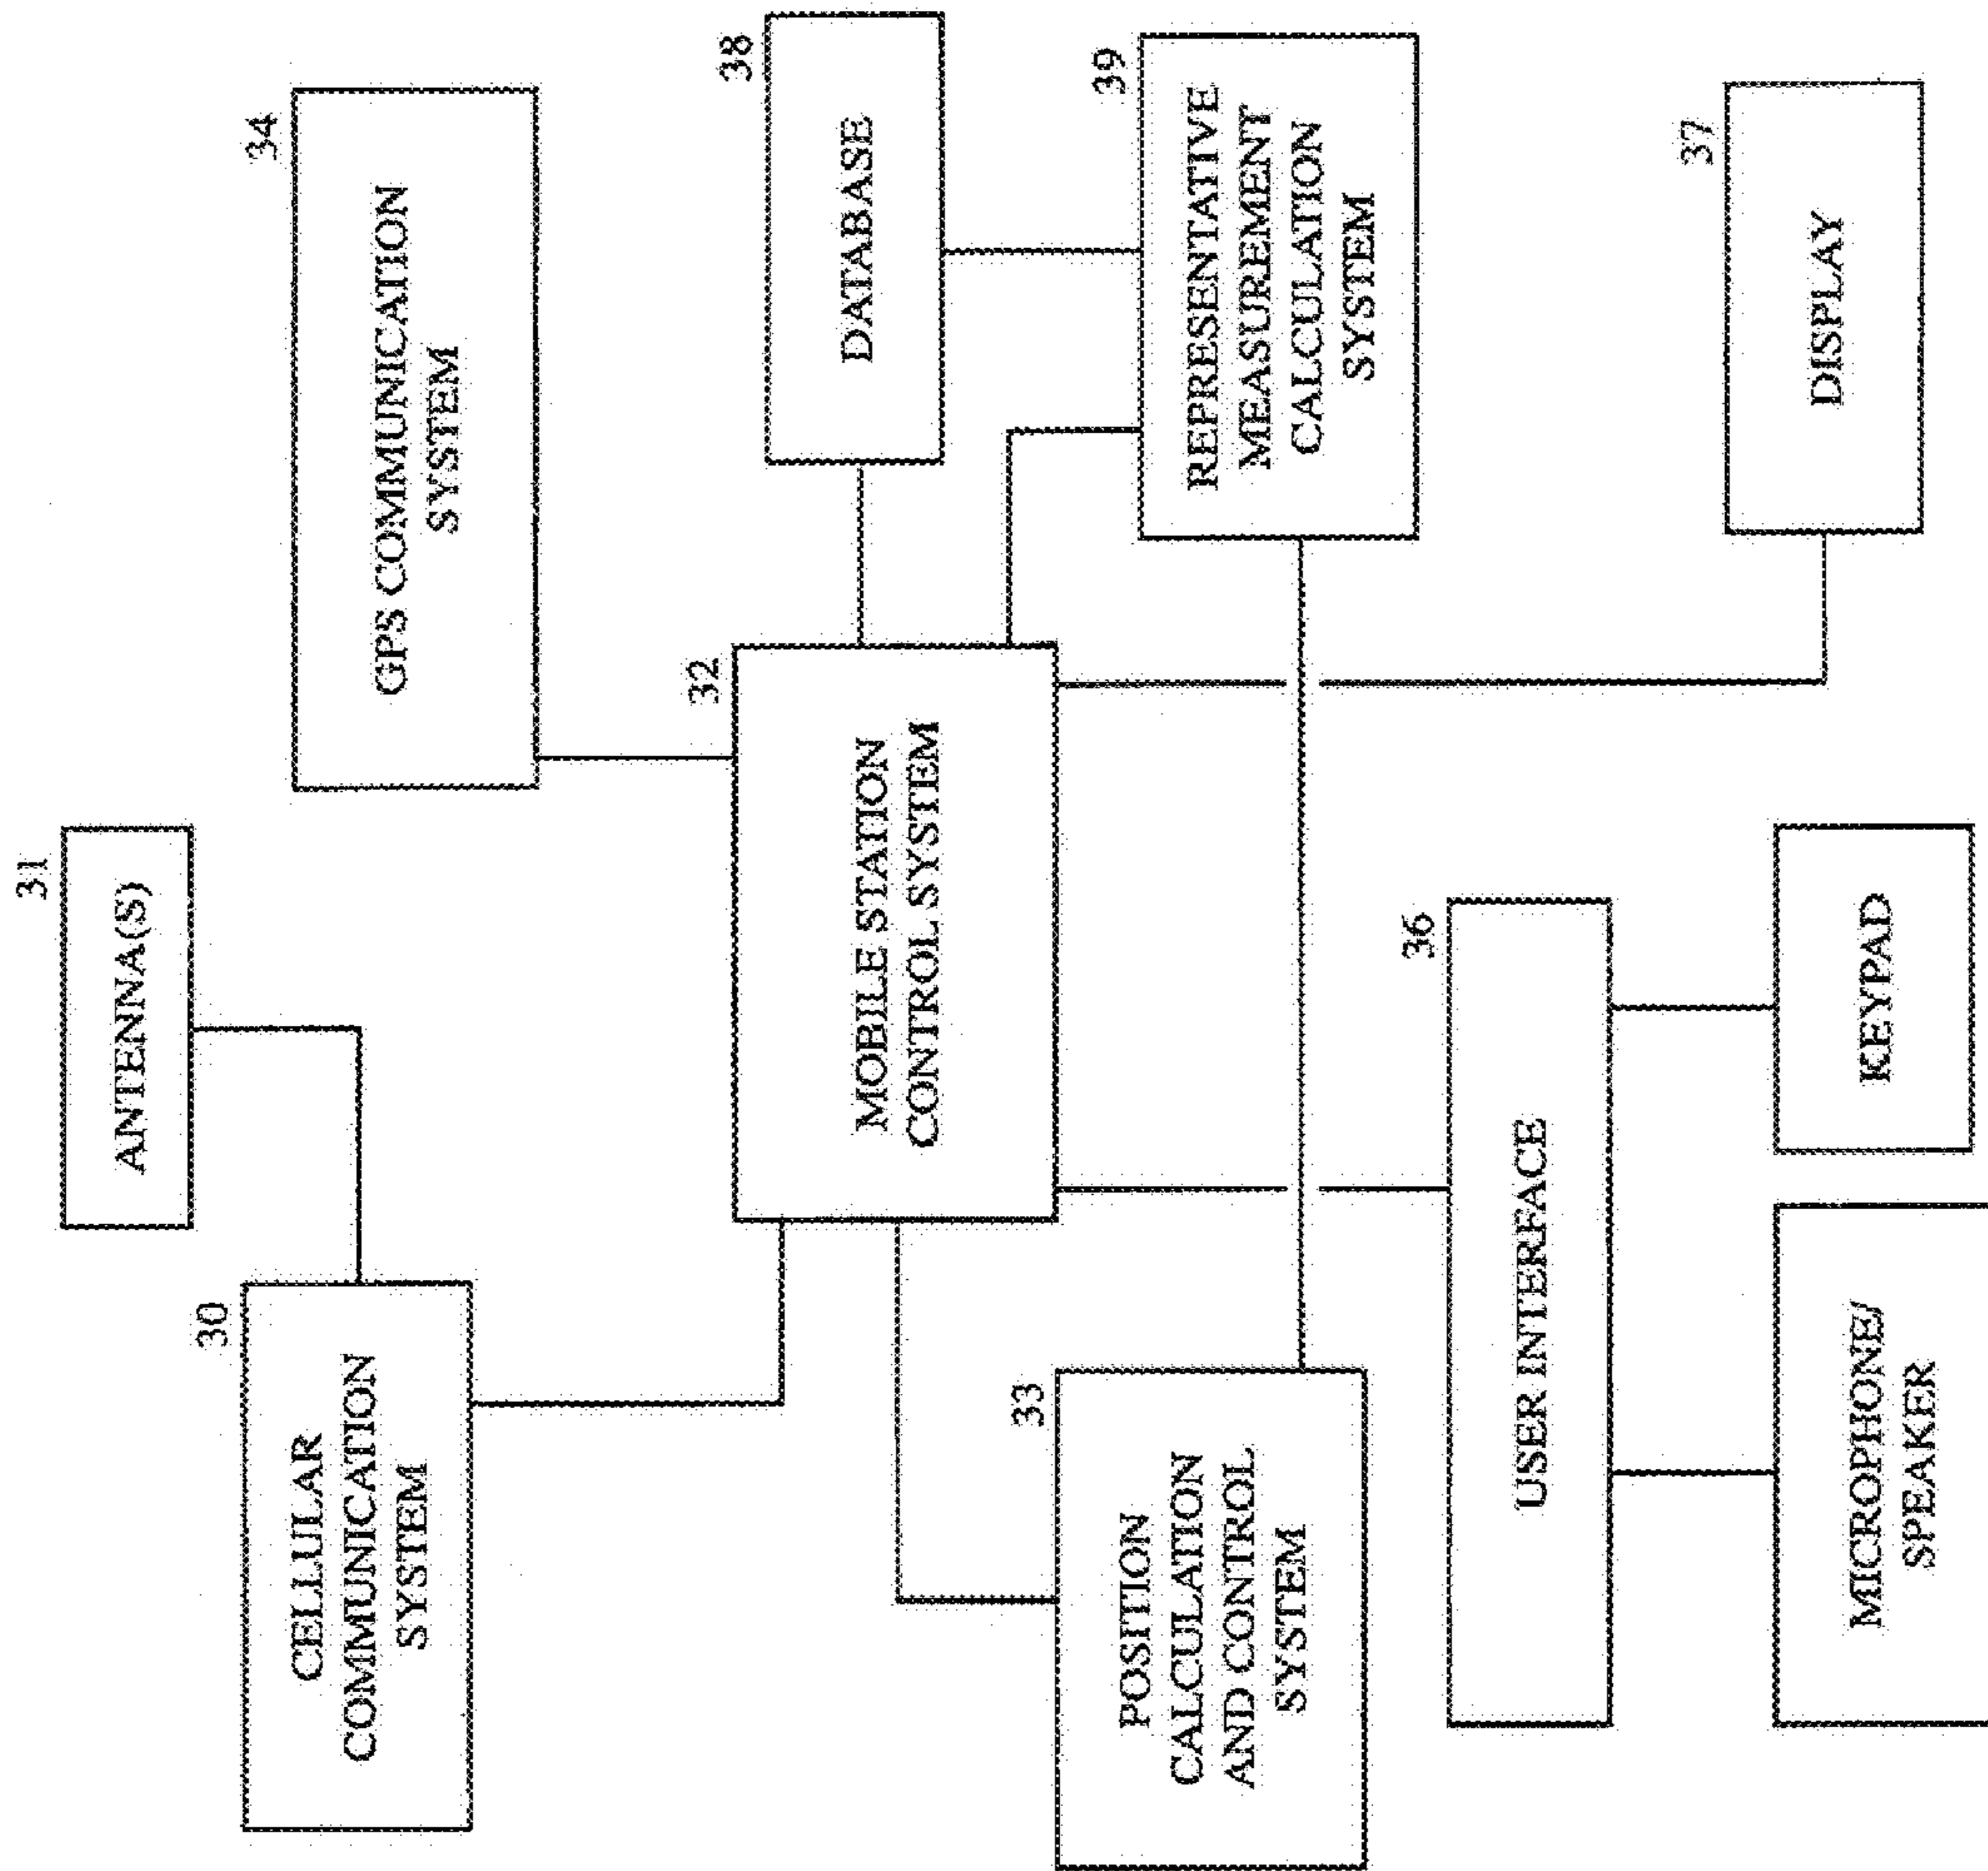 31
ANTENNA(S)
30
CELLULAR
COMMUNICATION
SYSTEM
34
GPS COMMUNICATION
SYSTEM
32
MOBILE STATION
CONTROL SYSTEM
38
DATABASE
33
POSITION
CALCULATION
AND CONTROL
SYSTEM
39
REPRESENTATIVE
MEASUREMENT
CALCULATION
SYSTEM
36
USER INTERFACE
37
DISPLAY
MICROPHONE/
SPEAKER
KEYPAD